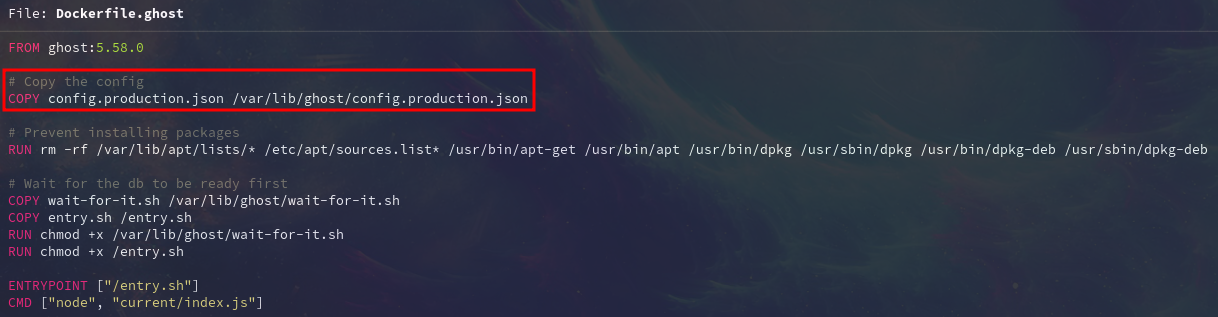 File: Dockerfile.ghost
FROM ghost:5.58.0
# Copy the config
COPY config.production.json /var/lib/ghost/config.production.json
# Prevent installing packages
RUN rm -rf /var/lib/apt/lists/* /etc/apt/sources.list* /usr/bin/apt-get /usr/bin/apt /usr/bin/dpkg /usr/sbin/dpkg /usr/bin/dpkg-deb /usr/sbin/dpkg-deb
# Wait for the db to be ready first
COPY wait-for-it.sh /var/lib/ghost/wait-for-it.sh
COPY entry.sh /entry.sh
RUN chmod +x /var/lib/ghost/wait-for-it.sh
RUN chmod +x /entry.sh
ENTRYPOINT ["/entry.sh"]
CMD ["node", "current/index.js"]